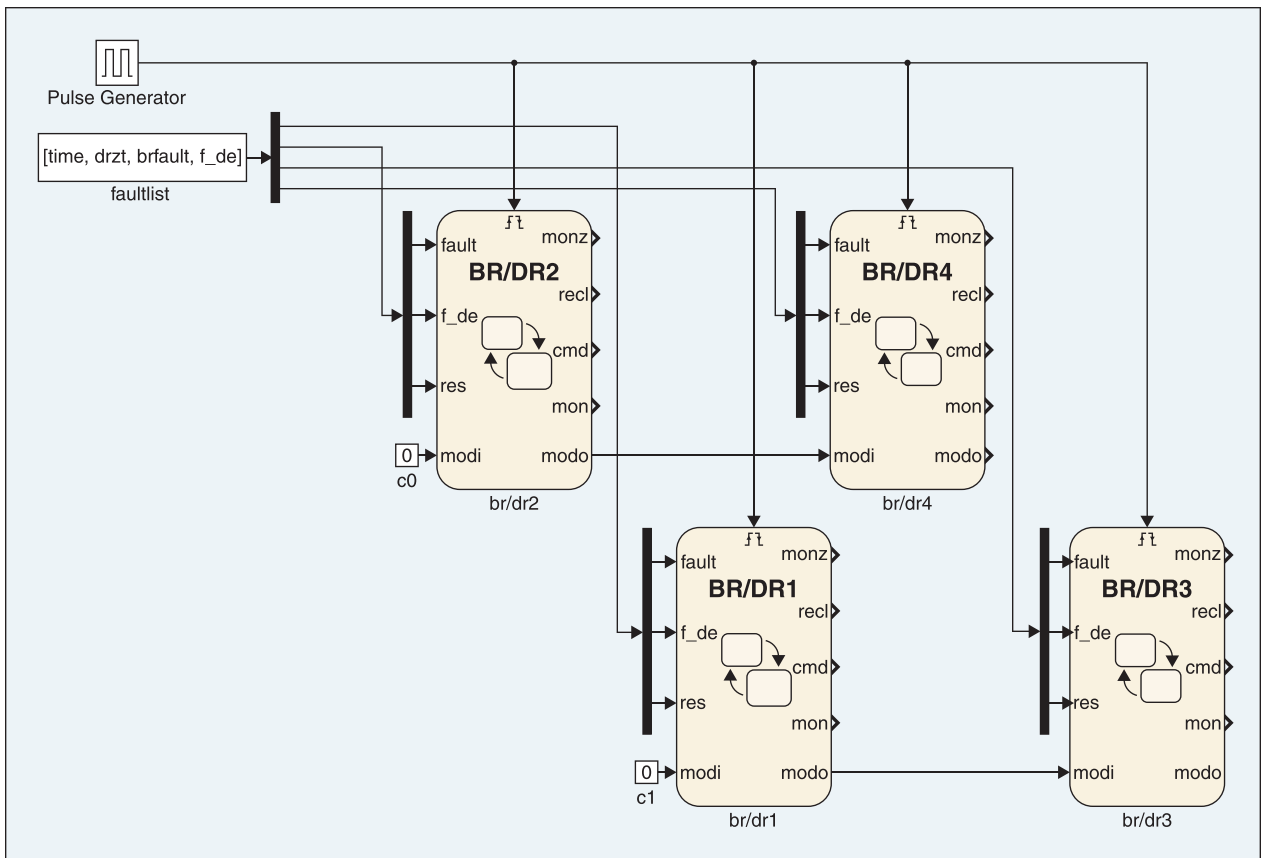 Pulse Generator
[time, drzt, brfault, f_de]
faultlist
fault
monz
BR/DR2
recl
f_de
cmd
res
mon
0
modi
modo
c0
br/dr2
fault
monz
BR/DR4
recl
f_de
cmd
res
mon
modi
modo
br/dr4
fault
monz
BR/DR1
recl
f_de
cmd
res
mon
0
modi
modo
c1
br/dr1
fault
monz
BR/DR3
recl
f_de
cmd
res
mon
modi
modo
br/dr3